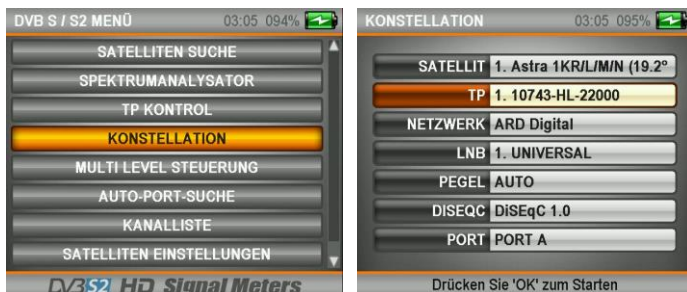 DVB S / S2 MENÜ 03:05 094%
SATELLITEN SUCHE
SPEKTRUMANALYSATOR
TP KONTROL
KONSTELLATION
MULTI LEVEL STEUERUNG
AUTO-PORT-SUCHE
KANALLISTE
SATELLITEN EINSTELLUNGEN
DVB S2 HD Signal Meters
KONSTELLATION 03:05 095%
SATELLIT 1. Astra 1KR/L/M/N (19.2º
TP 1. 10743-HL-22000
NETZWERK ARD Digital
LNB 1. UNIVERSAL
PEGEL AUTO
DISEQC DiSEqC 1.0
PORT PORT A
Drücken Sie 'OK' zum Starten